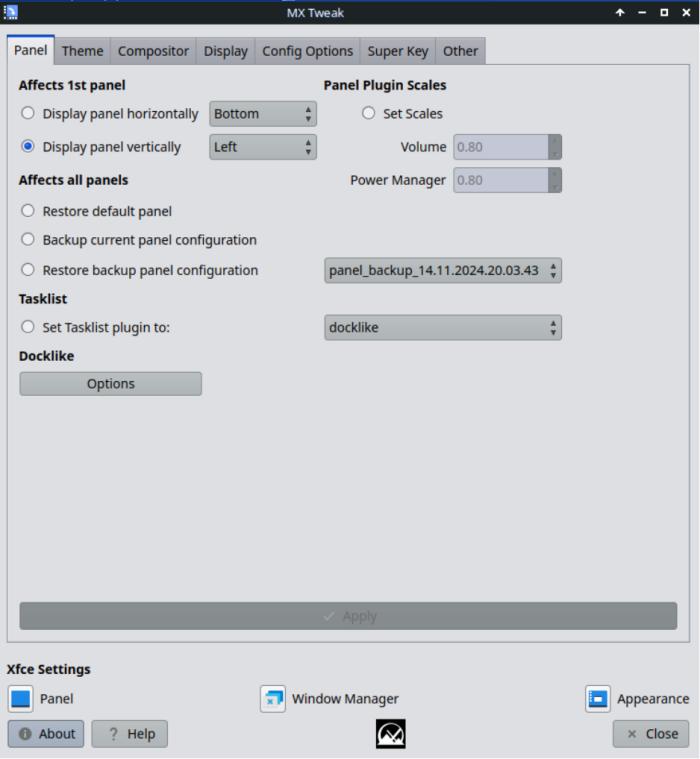 MX Tweak
Panel Theme Compositor Display Config Options Super Key Other
Affects 1st panel
Panel Plugin Scales
Display panel horizontally Bottom
Set Scales
Display panel vertically Left
Volume 0.80
Affects all panels
Power Manager 0.80
Restore default panel
Backup current panel configuration
Restore backup panel configuration panel_backup_14.11.2024.20.03.43
Tasklist
Set Tasklist plugin to: docklike
Docklike
Options
Apply
Xfce Settings
Panel Window Manager Appearance
About Help Close